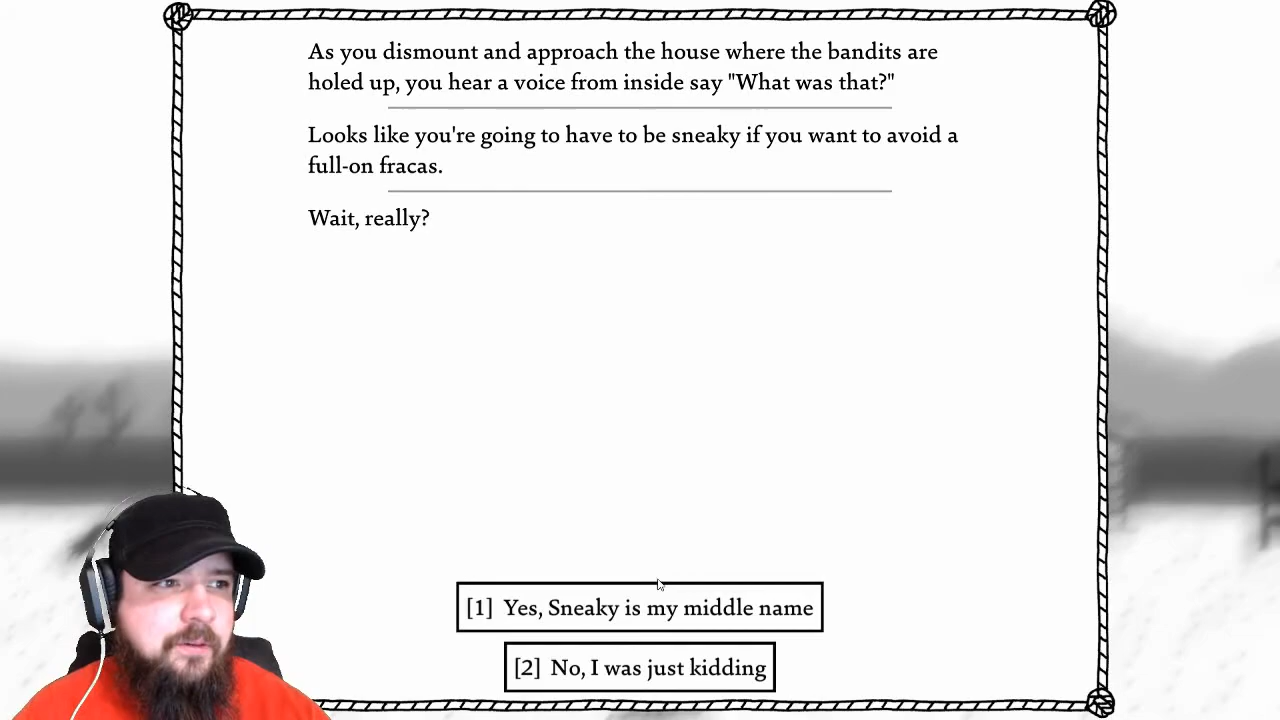 As you dismount and approach the house where the bandits are
holed up, you hear a voice from inside say "What was that?"
Looks like you're going to have to be sneaky if you want to avoid a
full-on fracas.
Wait, really?
[1] Yes, Sneaky is my middle name
[2] No, I was just kidding